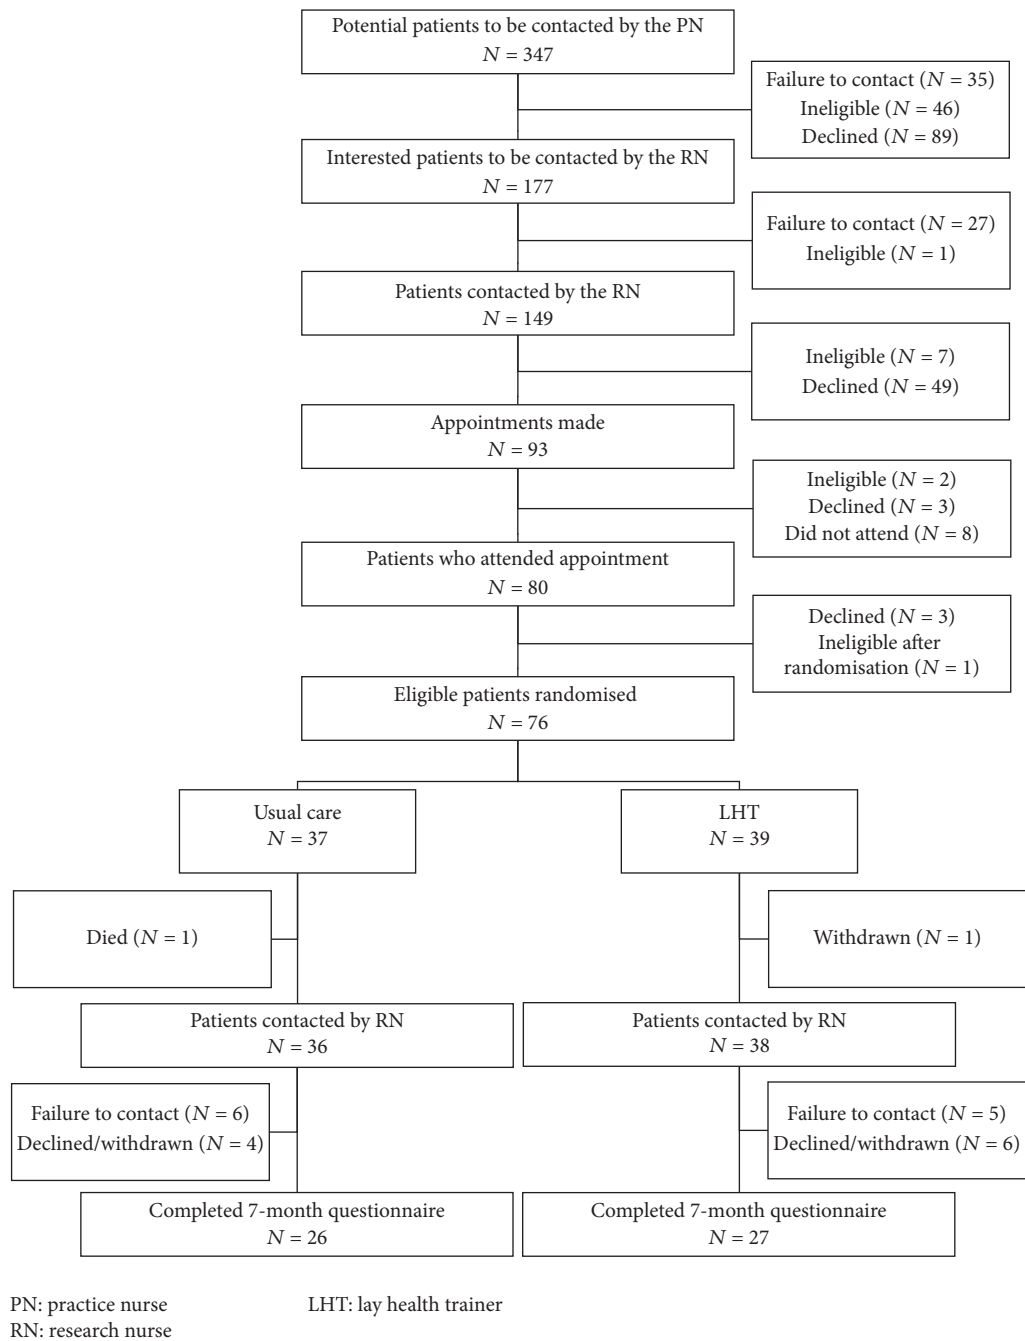 Potential patients to be contacted by the PN
N = 347
Failure to contact (N = 35)
Ineligible (N = 46)
Declined (N = 89)
Interested patients to be contacted by the RN
N = 177
Failure to contact (N = 27)
Ineligible (N = 1)
Patients contacted by the RN
N = 149
Ineligible (N = 7)
Declined (N = 49)
Appointments made
N = 93
Ineligible (N = 2)
Declined (N = 3)
Did not attend (N = 8)
Patients who attended appointment
N = 80
Declined (N = 3)
Ineligible after
randomisation (N = 1)
Eligible patients randomised
N = 76
Usual care
N = 37
LHT
N = 39
Died (N = 1)
Withdrawn (N = 1)
Patients contacted by RN
N = 36
Patients contacted by RN
N = 38
Failure to contact (N = 6)
Declined/withdrawn (N = 4)
Failure to contact (N = 5)
Declined/withdrawn (N = 6)
Completed 7-month questionnaire
N = 26
Completed 7-month questionnaire
N = 27
PN: practice nurse
LHT: lay health trainer
RN: research nurse